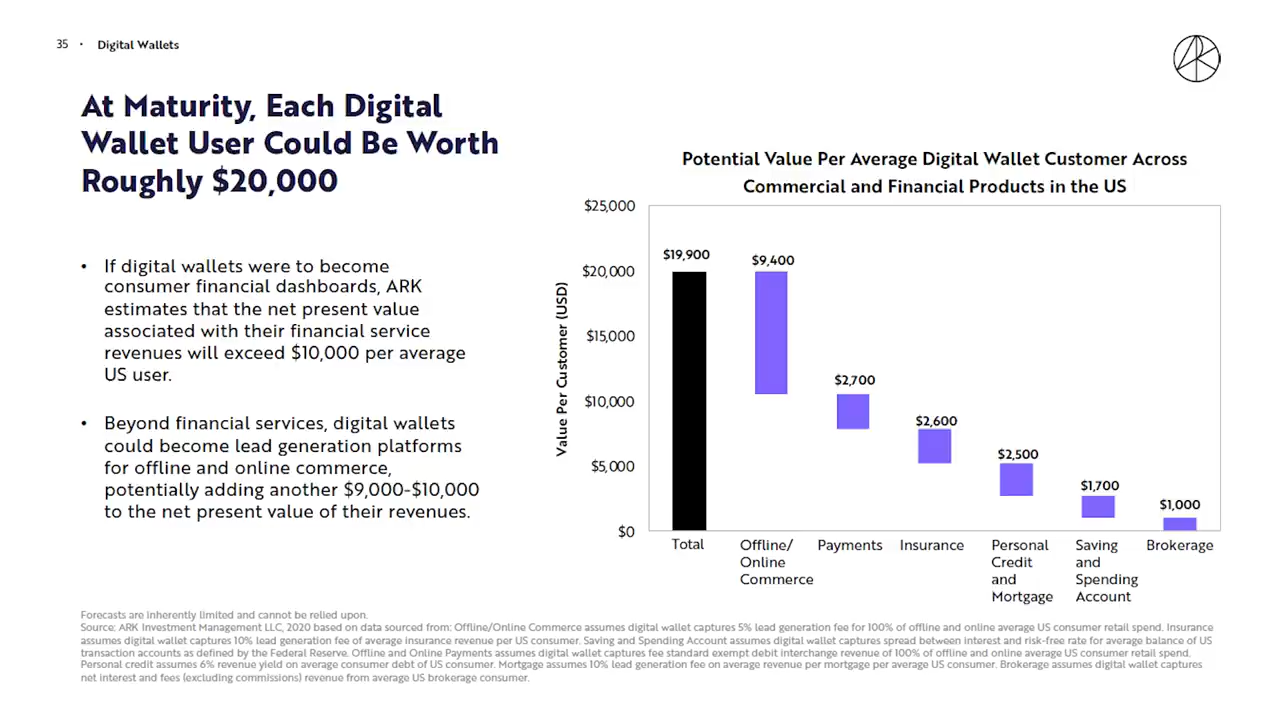 35 • Digital Wallets
ARK
At Maturity, Each Digital
Wallet User Could Be Worth
Roughly $20,000
• If digital wallets were to become
consumer financial dashboards, ARK
estimates that the net present value
associated with their financial service
revenues will exceed $10,000 per average
US user.
• Beyond financial services, digital wallets
could become lead generation platforms
for offline and online commerce,
potentially adding another $9,000-$10,000
to the net present value of their revenues.
Potential Value Per Average Digital Wallet Customer Across
Commercial and Financial Products in the US
Value Per Customer (USD)
$25,000
$20,000
$15,000
$10,000
$5,000
$0
$19,900
$9,400
$2,700
$2,600
$2,500
$1,700
$1,000
Total
Offline/
Online
Commerce
Payments
Insurance
Personal
Credit
and
Mortgage
Saving
and
Spending
Account
Brokerage
Forecasts are inherently limited and cannot be relied upon.
Source: ARK Investment Management LLC, 2020 based on data sourced from: Offline/Online Commerce assumes digital wallet captures 5% lead generation fee for 100% of offline and online average US consumer retail spend. Insurance
assumes digital wallet captures 10% lead generation fee of average insurance revenue per US consumer. Saving and Spending Account assumes digital wallet captures spread between interest and risk-free rate for average balance of US
transaction accounts as defined by the Federal Reserve. Offline and Online Payments assumes digital wallet captures fee standard exempt debit interchange revenue of 100% of offline and online average US consumer retail spend.
Personal credit assumes 6% revenue yield on average consumer debt of US consumer. Mortgage assumes 10% lead generation fee on average revenue per mortgage per average US consumer. Brokerage assumes digital wallet captures
net interest and fees (excluding commissions) revenue from average US brokerage consumer.